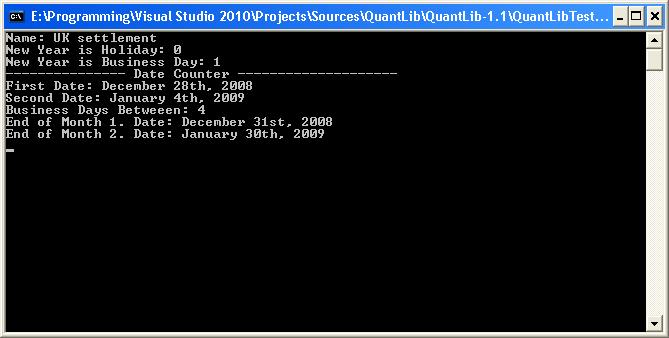 E:\Programming\Visual Studio 2010\Projects\Sources\QuantLib\QuantLib-1.1\QuantLibTest...
Name: UK settlement
New Year is Holiday: 0
New Year is Business Day: 1
--------------- Date Counter --------------------
First Date: December 28th, 2008
Second Date: January 4th, 2009
Business Days Betweeen: 4
End of Month 1. Date: December 31st, 2008
End of Month 2. Date: January 30th, 2009